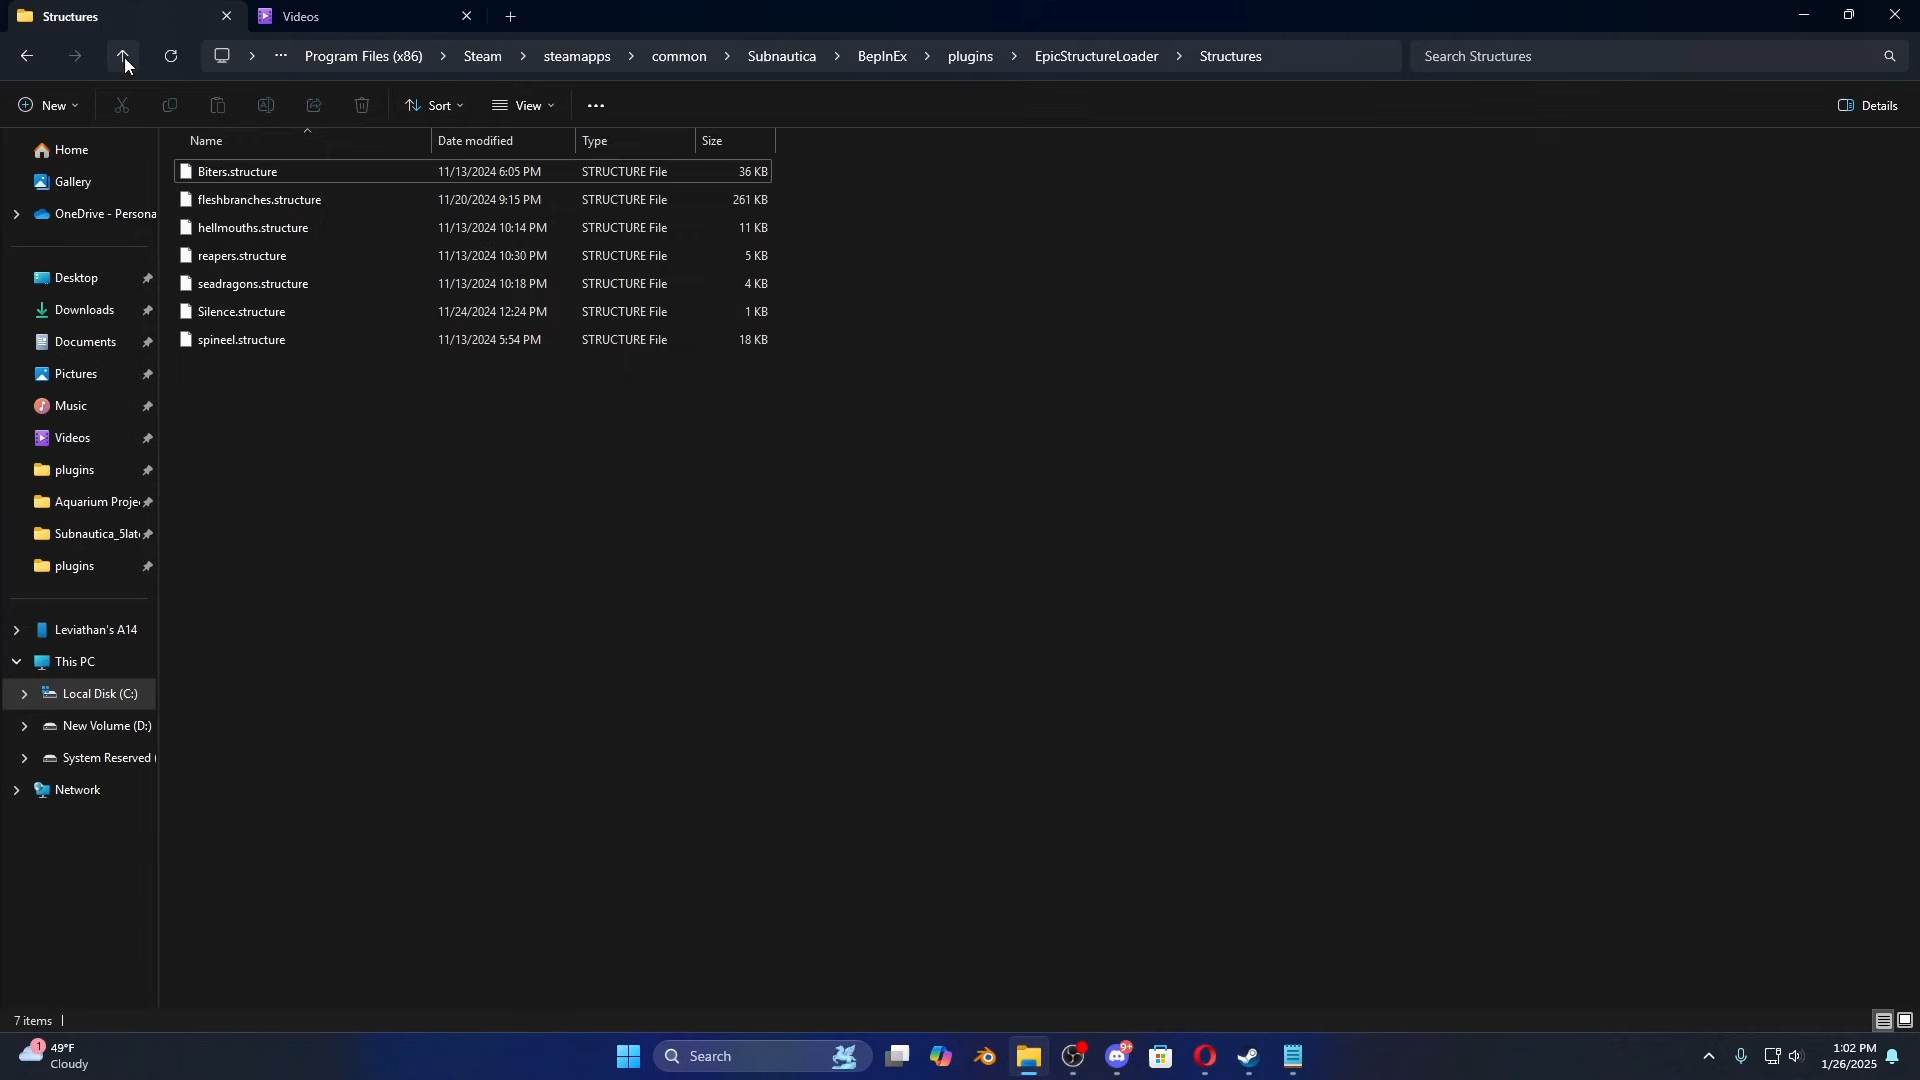 Structures
Videos
Program Files (x86) Steam steamapps common Subnautica BepInEx plugins EpicStructureLoader Structures
Search Structures
New
Sort
View
Details
Name Date modified Type Size
Home
Gallery
OneDrive - Persona
Desktop
Downloads
Documents
Pictures
Music
Videos
plugins
Aquarium Proje
Subnautica_5lat
plugins
Leviathan's A14
This PC
Local Disk (C:)
New Volume (D:)
System Reserved (
Network
Biters.structure 11/13/2024 6:05 PM STRUCTURE File 36 KB
fleshbranches.structure 11/20/2024 9:15 PM STRUCTURE File 261 KB
hellmouths.structure 11/13/2024 10:14 PM STRUCTURE File 11 KB
reapers.structure 11/13/2024 10:30 PM STRUCTURE File 5 KB
seadragons.structure 11/13/2024 10:18 PM STRUCTURE File 4 KB
Silence.structure 11/24/2024 12:24 PM STRUCTURE File 1 KB
spineel.structure 11/13/2024 5:54 PM STRUCTURE File 18 KB
7 items
1
49°F
Cloudy
Search
9+
1:02 PM
1/26/2025